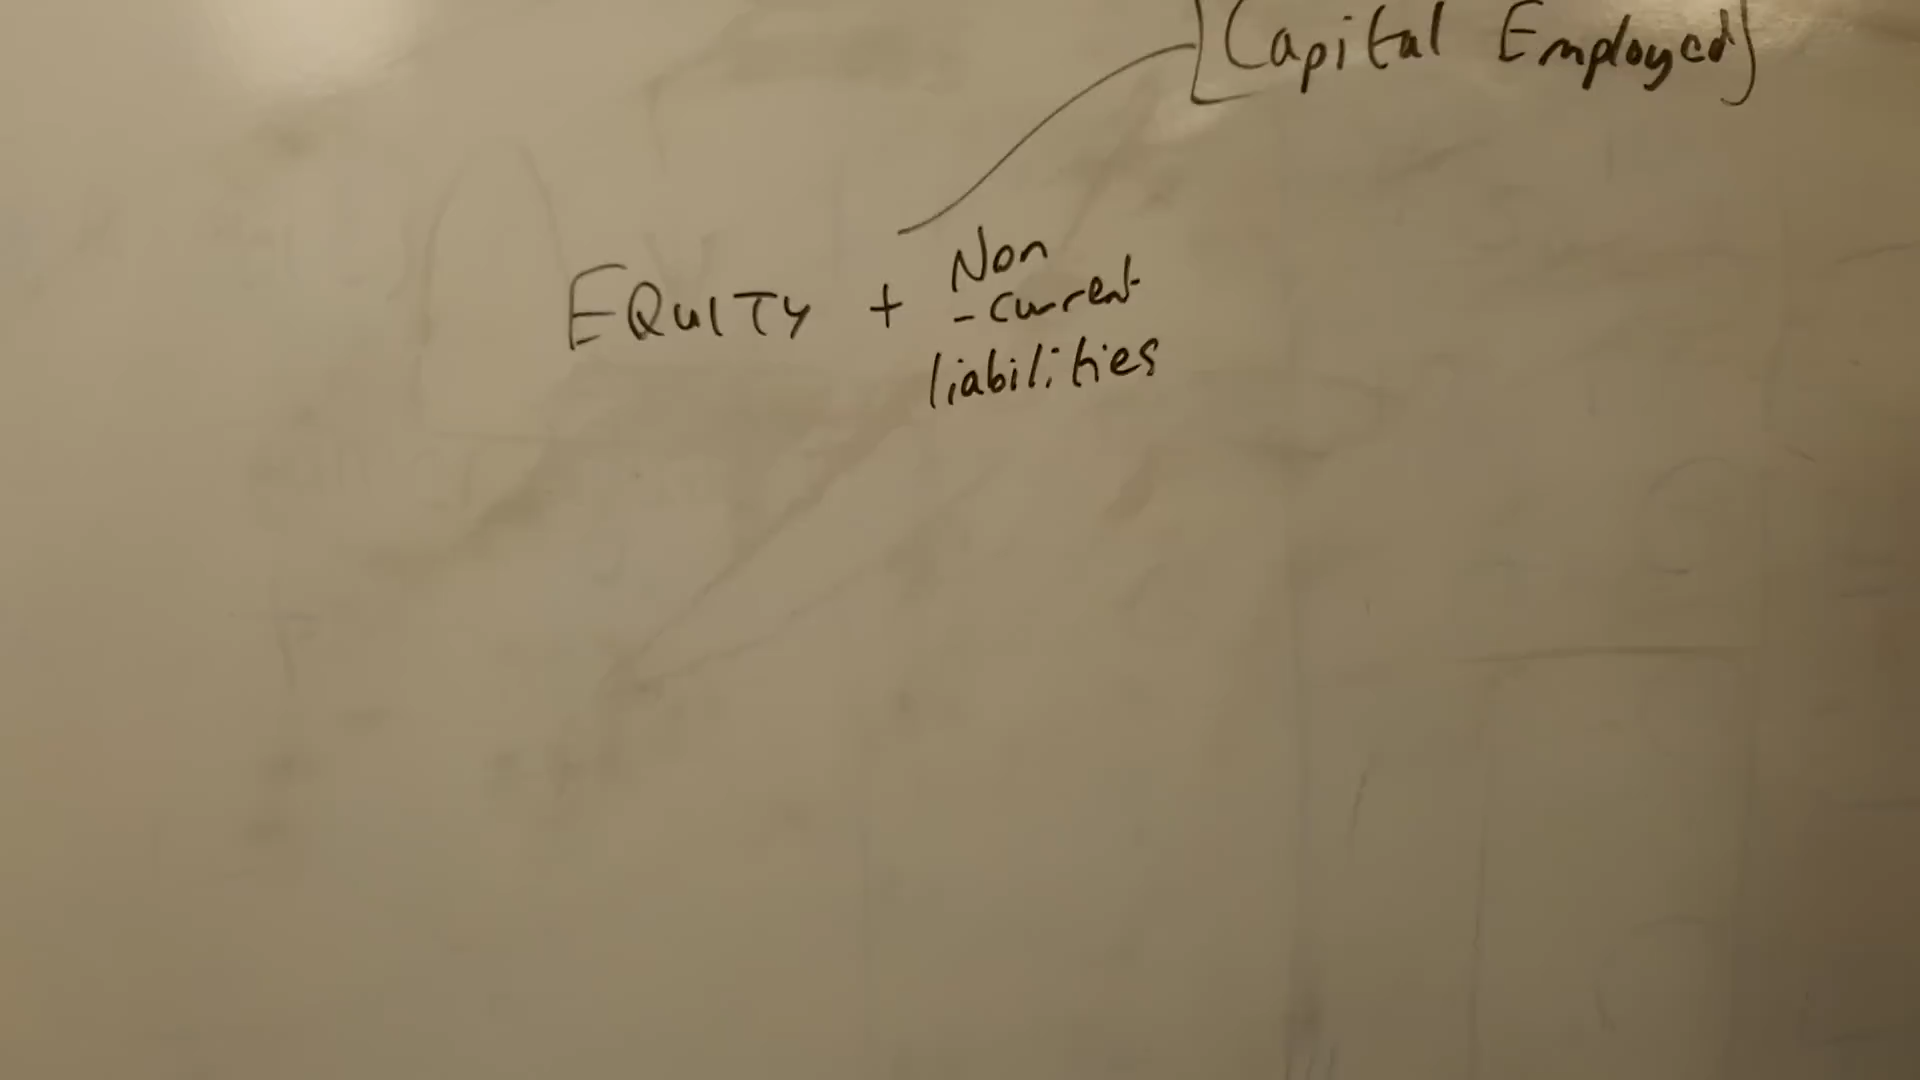 [Capital Employed]
EQUITY + Non
-current
liabilities